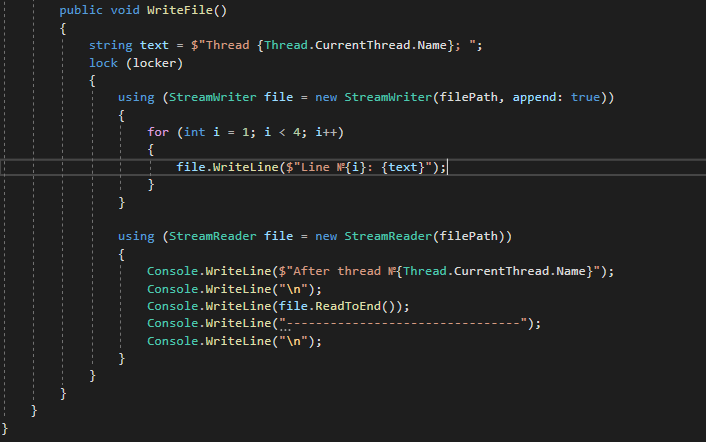 public void WriteFile()
{
string text = $"Thread {Thread.CurrentThread.Name}; ";
lock (locker)
{
using (StreamWriter file = new StreamWriter(filePath, append: true))
{
for (int i = 1; i < 4; i++)
{
file.WriteLine($"Line №{i}: {text}");
}
}
using (StreamReader file = new StreamReader(filePath))
{
Console.WriteLine($"After thread №{Thread.CurrentThread.Name}");
Console.WriteLine("\n");
Console.WriteLine(file.ReadToEnd());
Console.WriteLine("--------------------------------");
Console.WriteLine("\n");
}
}
}
}
}